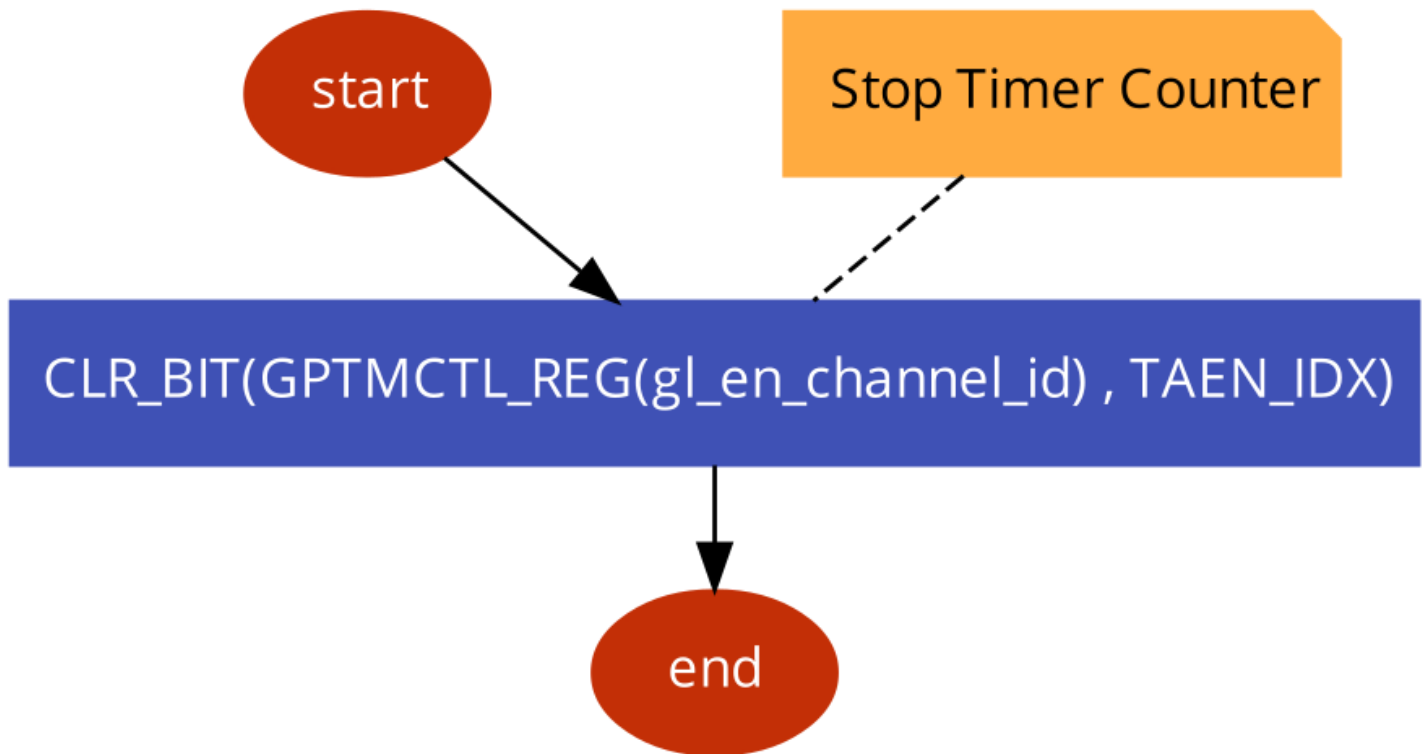 start
Stop Timer Counter
CLR_BIT(GPTMCTL_REG(gl_en_channel_id) , TAEN_IDX)
end